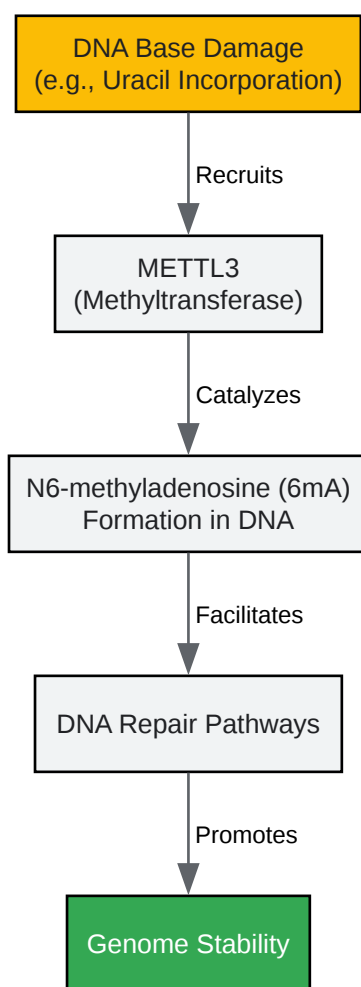 DNA Base Damage
(e.g., Uracil Incorporation)
Recruits
METTL3
(Methyltransferase)
Catalyzes
N6-methyladenosine (6mA)
Formation in DNA
Facilitates
DNA Repair Pathways
Promotes
Genome Stability